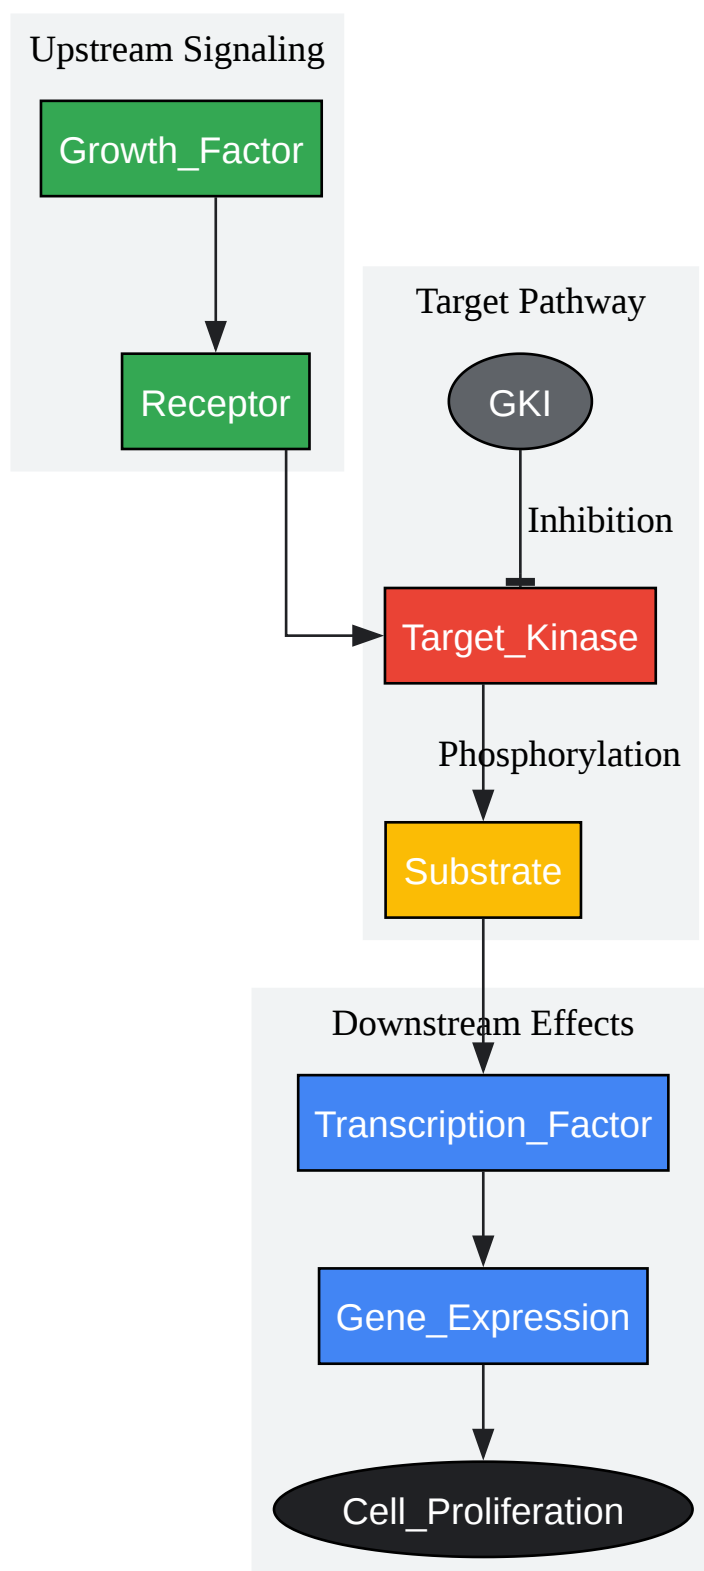 Upstream Signaling
Growth_Factor
Receptor
Target Pathway
GKI
Inhibition
Target_Kinase
Phosphorylation
Substrate
Downstream Effects
Transcription_Factor
Gene_Expression
Cell_Proliferation